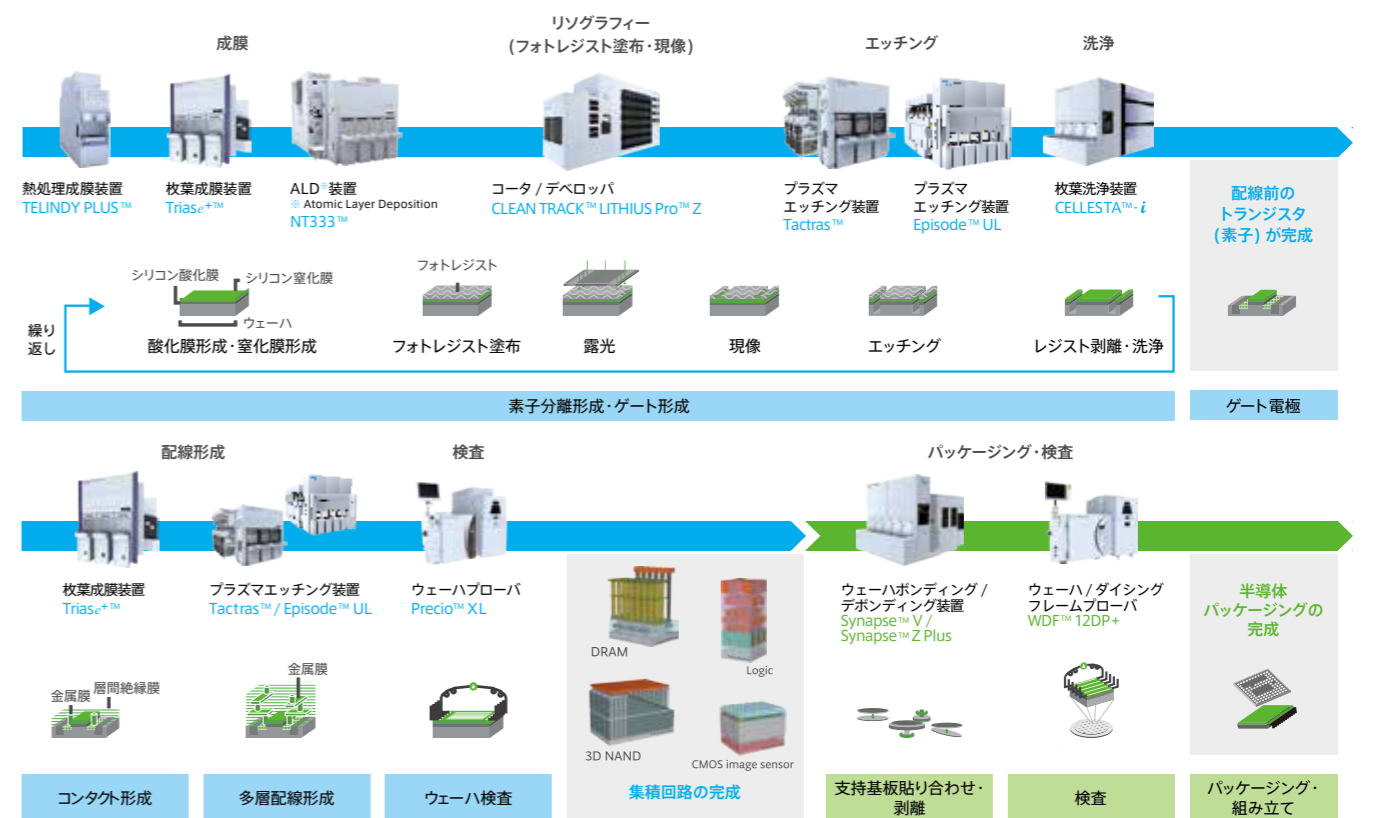 成膜
リソグラフィー
(フォトレジスト塗布・現像)
エッチング
洗浄
熱処理成膜装置
TELINDY PLUS™
枚葉成膜装置
Triase+™
ALD※装置
※ Atomic Layer Deposition
NT333™
コータ / デベロッパ
CLEAN TRACK™ LITHIUS Pro™ Z
プラズマ
エッチング装置
Tactras™
プラズマ
エッチング装置
Episode™ UL
枚葉洗浄装置
CELLESTA™-i
配線前の
トランジスタ
(素子) が完成
シリコン酸化膜
シリコン窒化膜
ウェーハ
フォトレジスト
繰り
返し
酸化膜形成・窒化膜形成
フォトレジスト塗布
露光
現像
エッチング
レジスト剥離・洗浄
素子分離形成・ゲート形成
ゲート電極
配線形成
検査
パッケージング・検査
枚葉成膜装置
Triase+™
プラズマエッチング装置
Tactras™ / Episode™ UL
ウェーハプローバ
Precio™ XL
DRAM
Logic
3D NAND
CMOS image sensor
ウェーハボンディング /
デボンディング装置
Synapse™ V /
Synapse™ Z Plus
ウェーハ / ダイシング
フレームプローバ
WDF™ 12DP+
半導体
パッケージングの
完成
金属膜
層間絶縁膜
金属膜
コンタクト形成
多層配線形成
ウェーハ検査
集積回路の完成
支持基板貼り合わせ・
剥離
検査
パッケージング・
組み立て